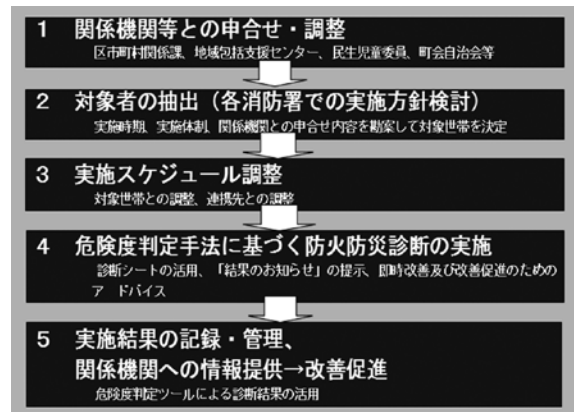 1 関係機関等との申合せ・調整
区市町村関係課、地域包括支援センター、民生児童委員、町会自治会等
2 対象者の抽出（各消防署での実施方針検討）
実施時期、実施体制、関係機関との申合せ内容を勘案して対象世帯を決定
3 実施スケジュール調整
対象世帯との調整、連携先との調整
4 危険度判定手法に基づく防火防災診断の実施
診断シートの活用、「結果のお知らせ」の提示、即時改善及び改善促進のための
アドバイス
5 実施結果の記録・管理、
関係機関への情報提供→改善促進
危険度判定ツールによる診断結果の活用